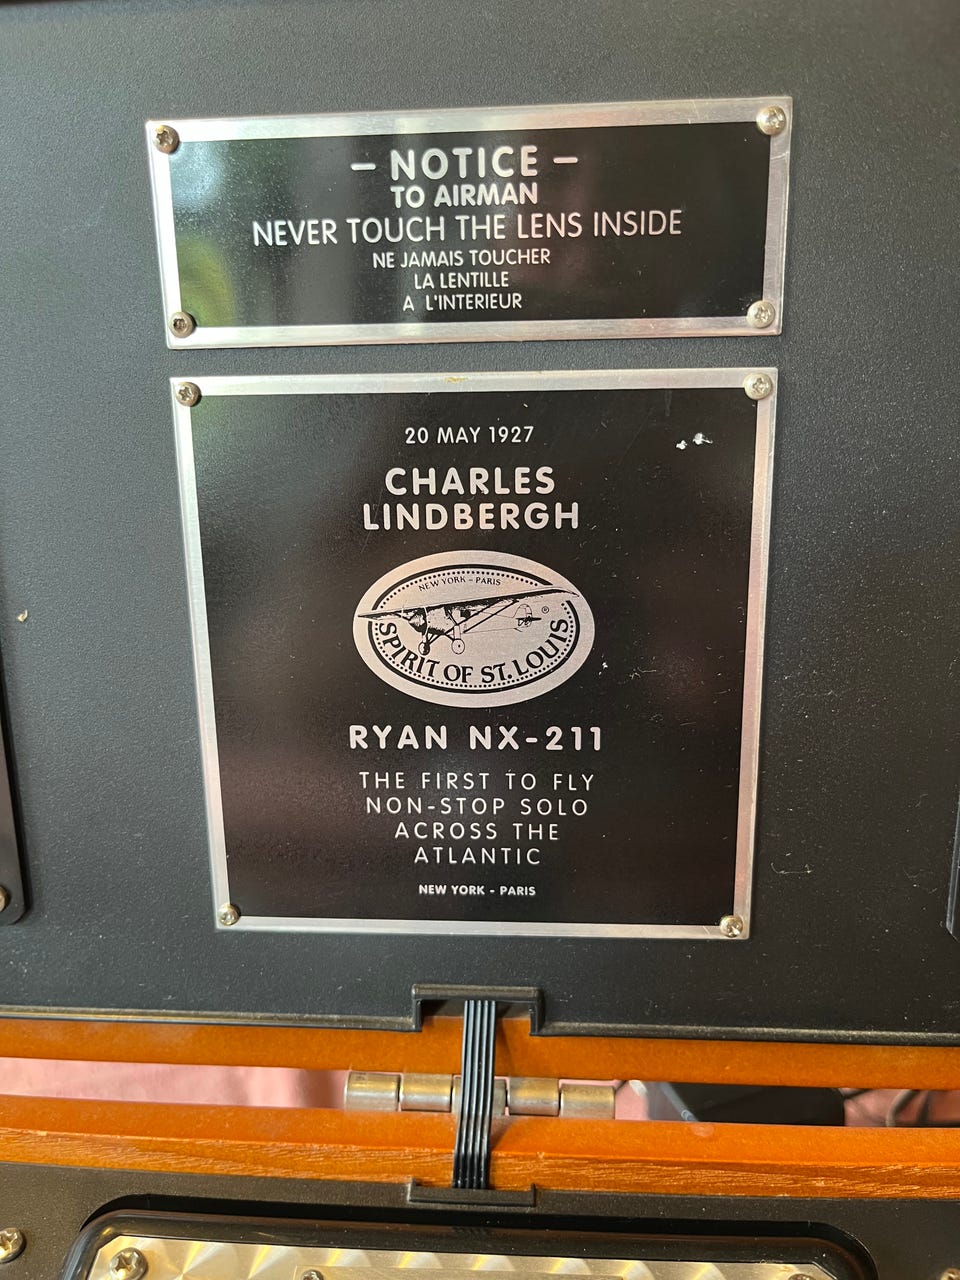 – NOTICE –
TO AIRMAN
NEVER TOUCH THE LENS INSIDE
NE JAMAIS TOUCHER
LA LENTILLE
A L'INTERIEUR
20 MAY 1927
CHARLES
LINDBERGH
NEW YORK – PARIS
®
SPIRIT OF ST. LOUIS
RYAN NX-211
THE FIRST TO FLY
NON-STOP SOLO
ACROSS THE
ATLANTIC
NEW YORK - PARIS